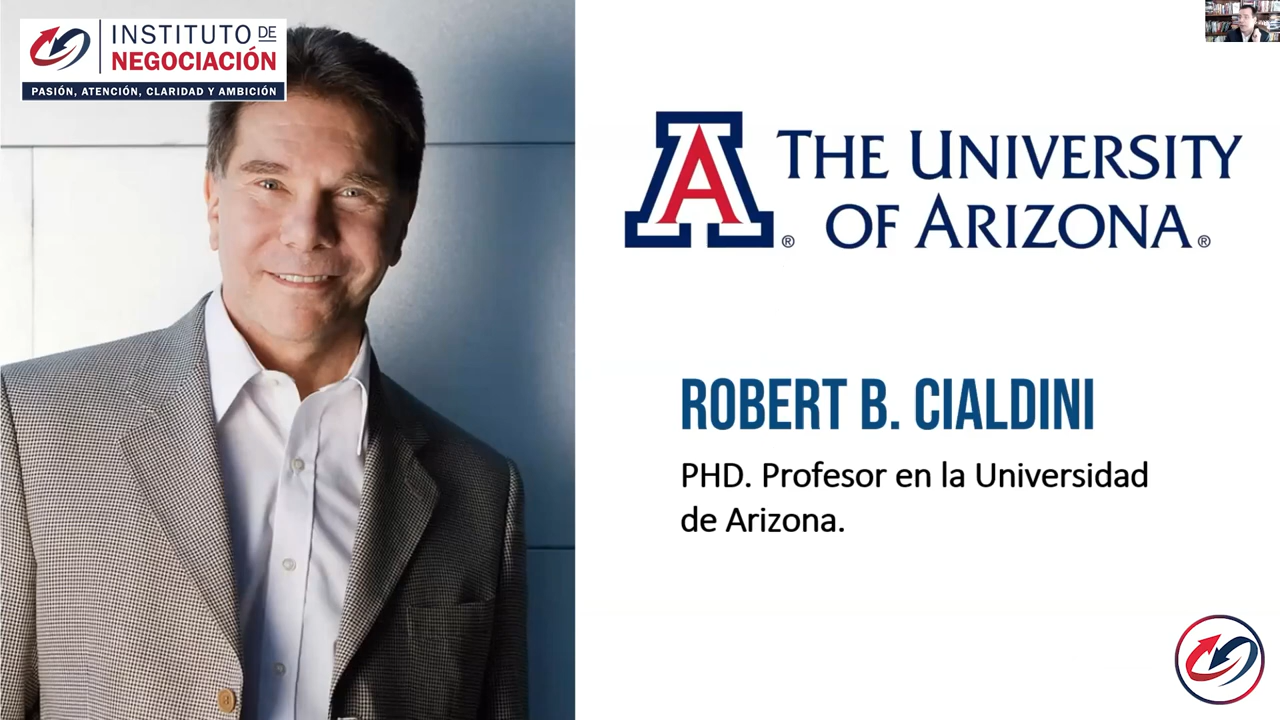 INSTITUTO DE
NEGOCIACIÓN
PASIÓN, ATENCIÓN, CLARIDAD Y AMBICIÓN
A ®
THE UNIVERSITY
OF ARIZONA®
ROBERT B. CIALDINI
PHD. Profesor en la Universidad
de Arizona.